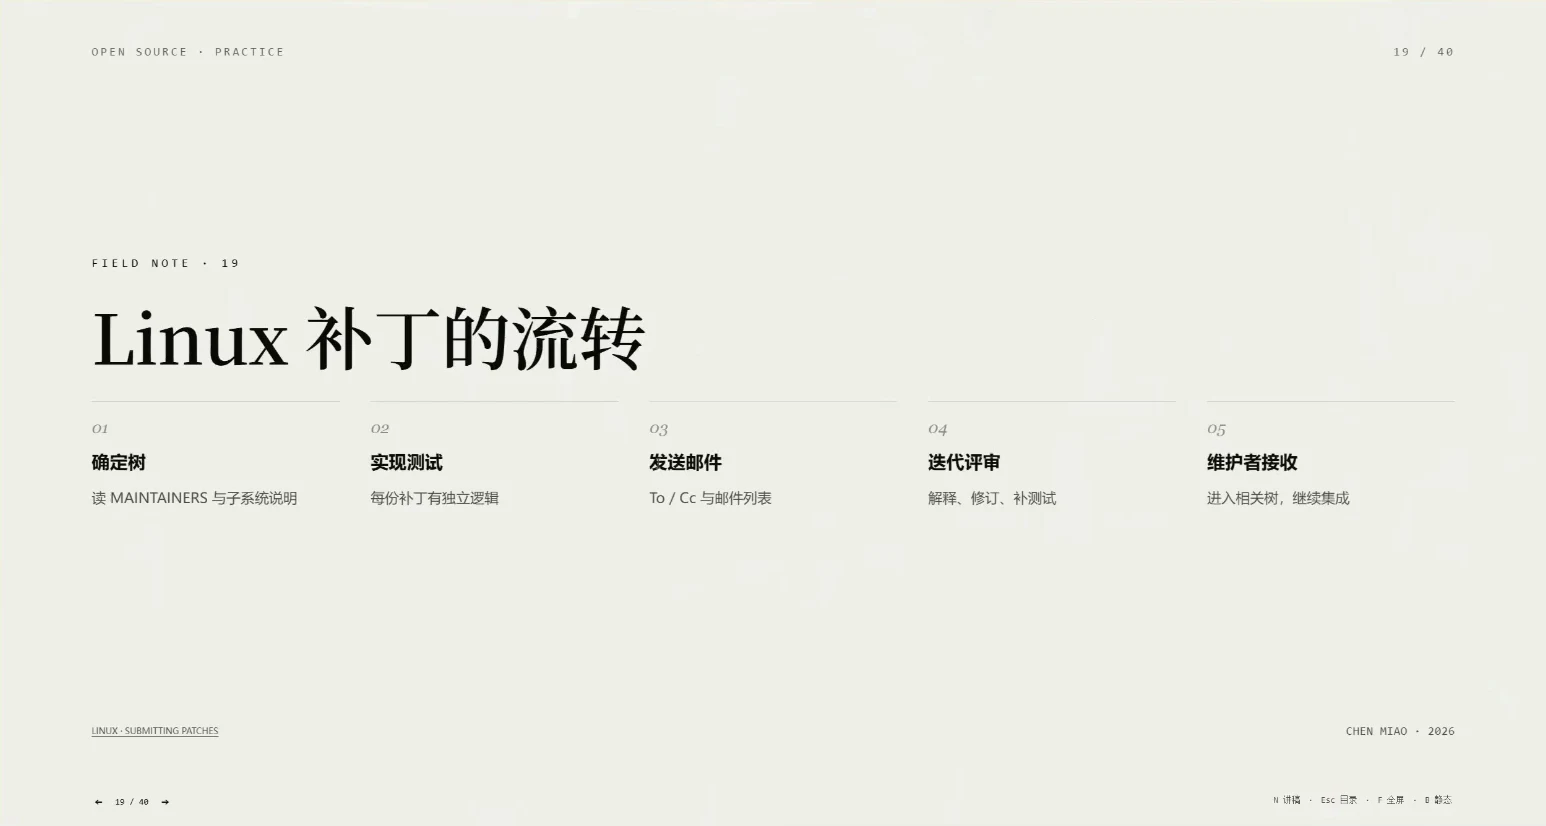 OPEN SOURCE · PRACTICE
19 / 40
FIELD NOTE · 19
Linux 补丁的流转
01
确定树
读 MAINTAINERS 与子系统说明
02
实现测试
每份补丁有独立逻辑
03
发送邮件
To / Cc 与邮件列表
04
迭代评审
解释、修订、补测试
05
维护者接收
进入相关树，继续集成
LINUX · SUBMITTING PATCHES
CHEN MIAO · 2026
← 19 / 40 →
N 讲稿 · Esc 目录 · F 全屏 · B 静态